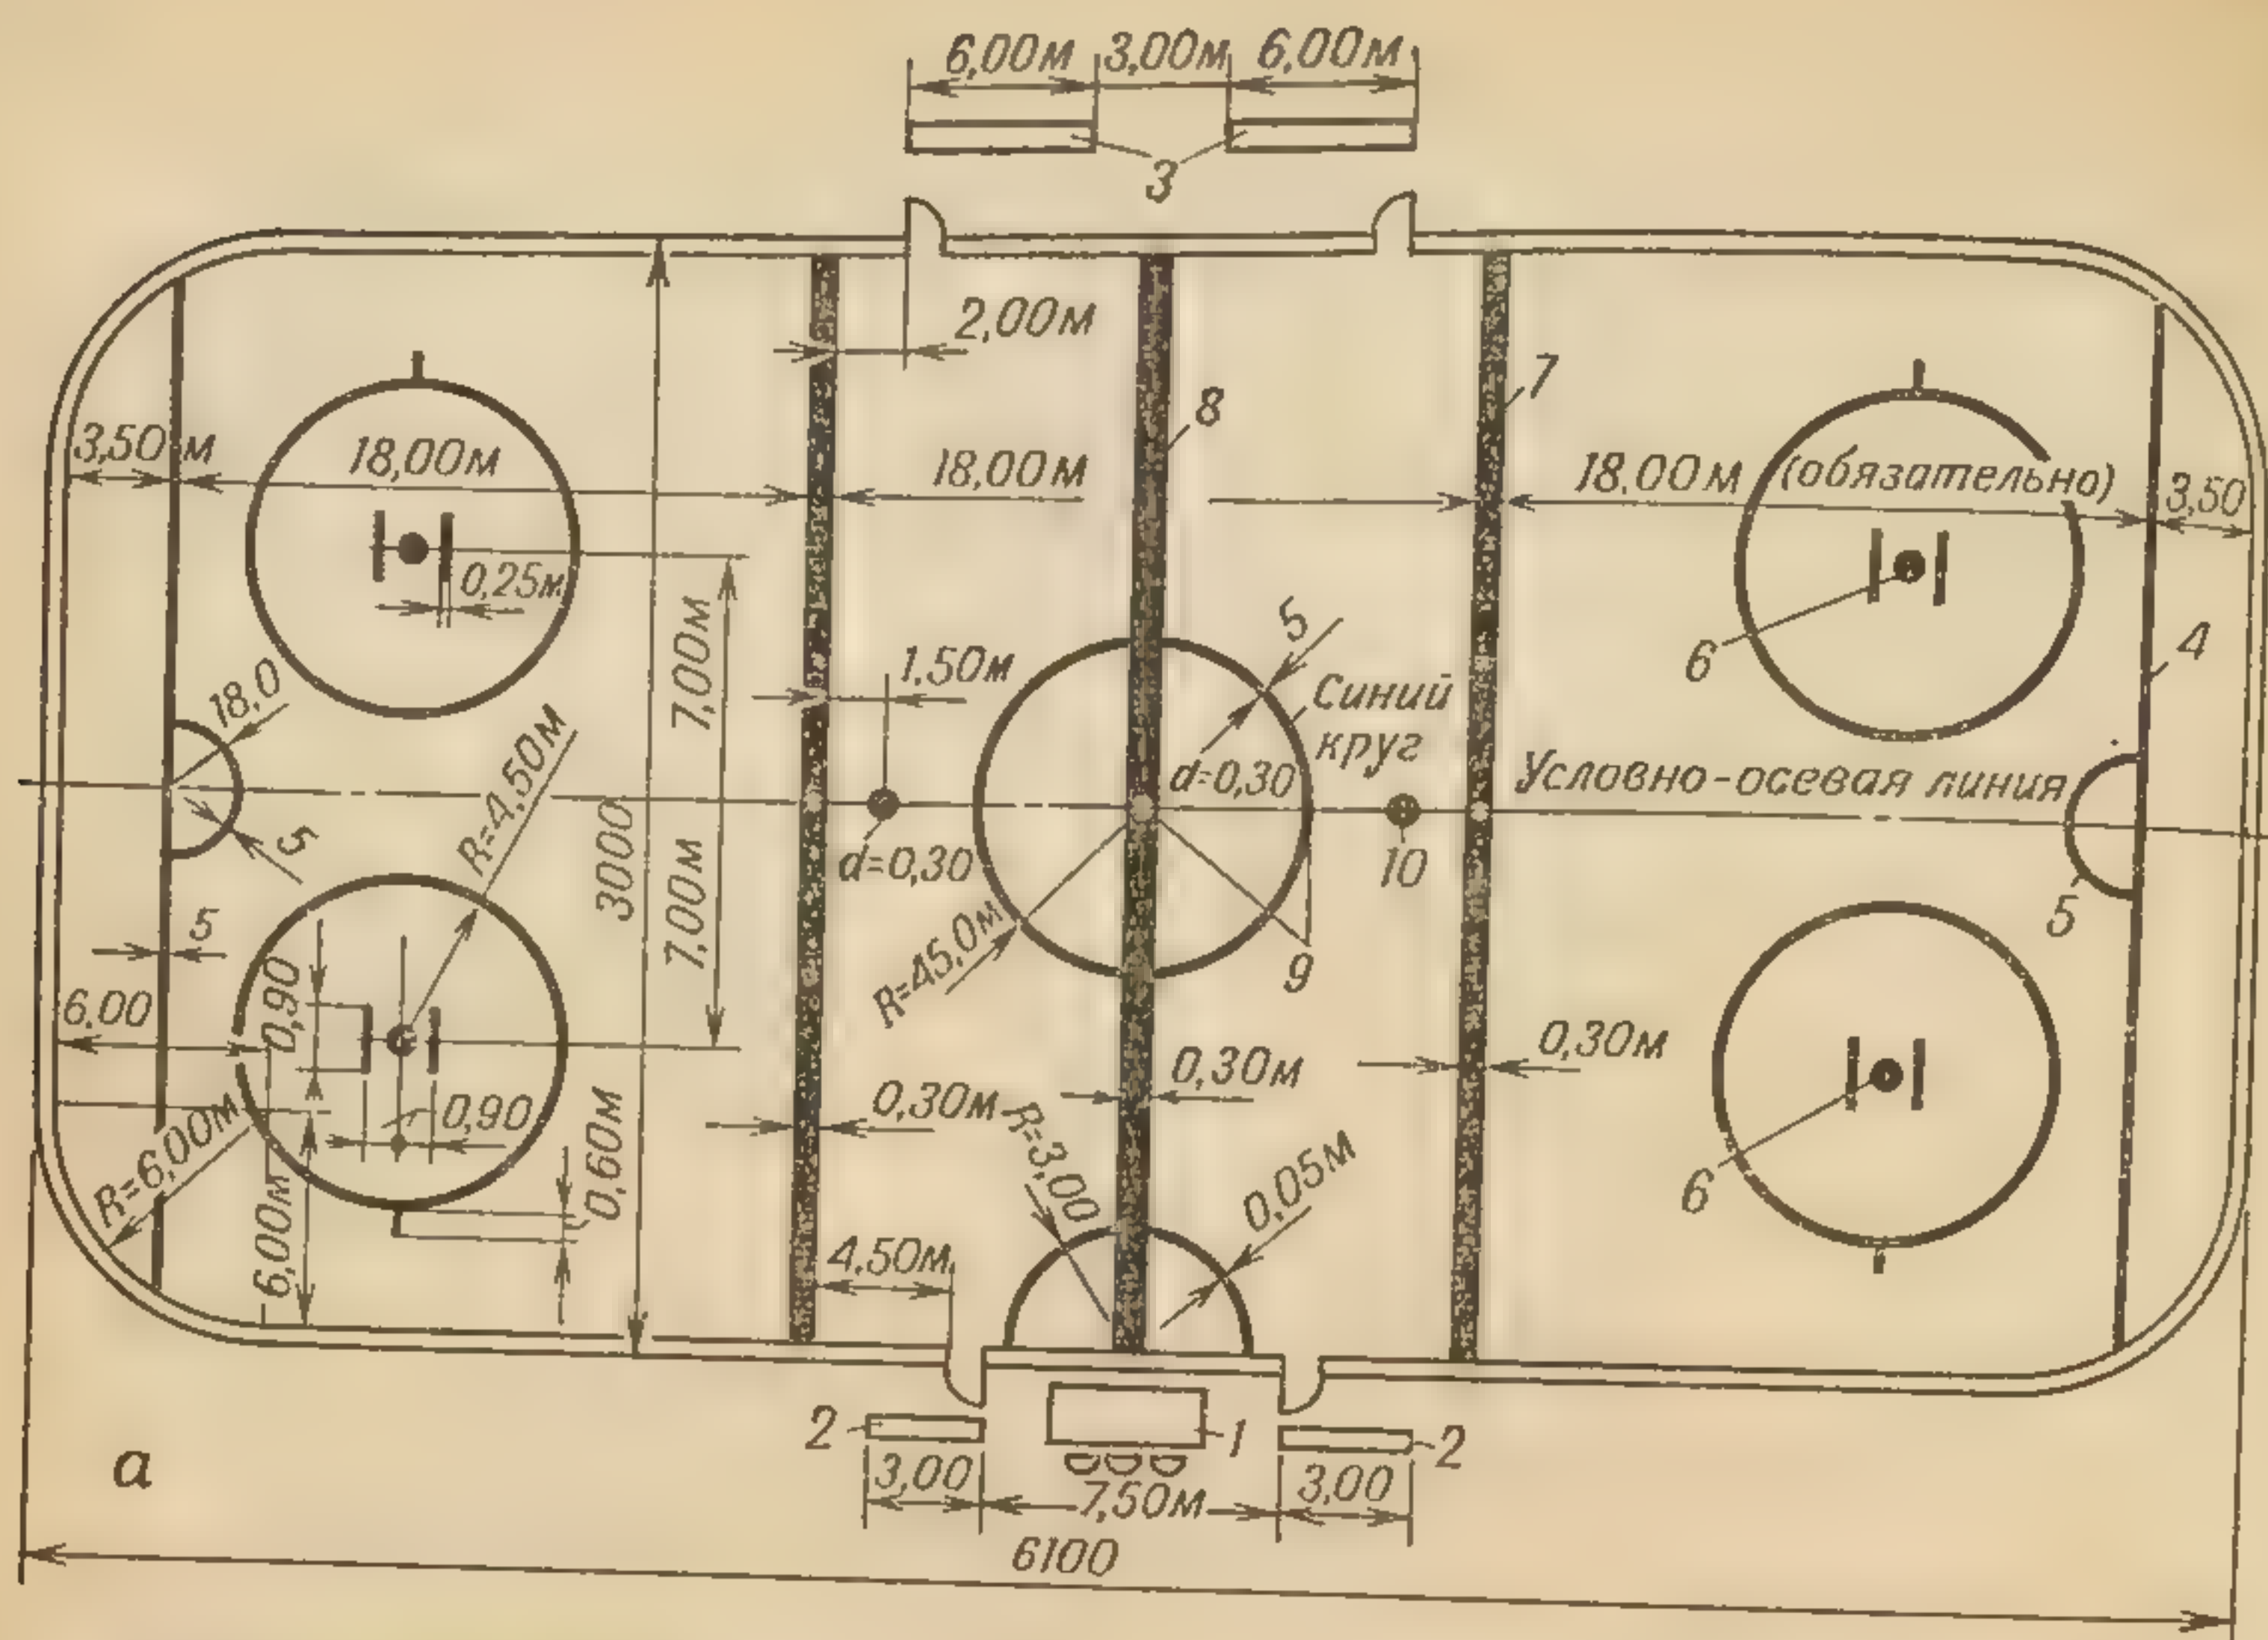 6,00м 3,00м 6,00м
3
2,00м
8
7
3,50 м
18,00м
18,00м
18,00м (обязательно)
3,50
0,25м
7,00м
6
4
5
1,50м
Синий
круг
18,0
R=4,50м
d=0,30
Условно-осевая линия
3000
d=0,30
10
5
7,00м
R=45,0м
9
5
5
6,00
0,90
0,30м
0,30м
0,90
0,30м
R=6,00м
0,60м
R=3,00
0,05м
6
6,00м
4,50м
2
1
2
а
3,00
7,50м
3,00
6100